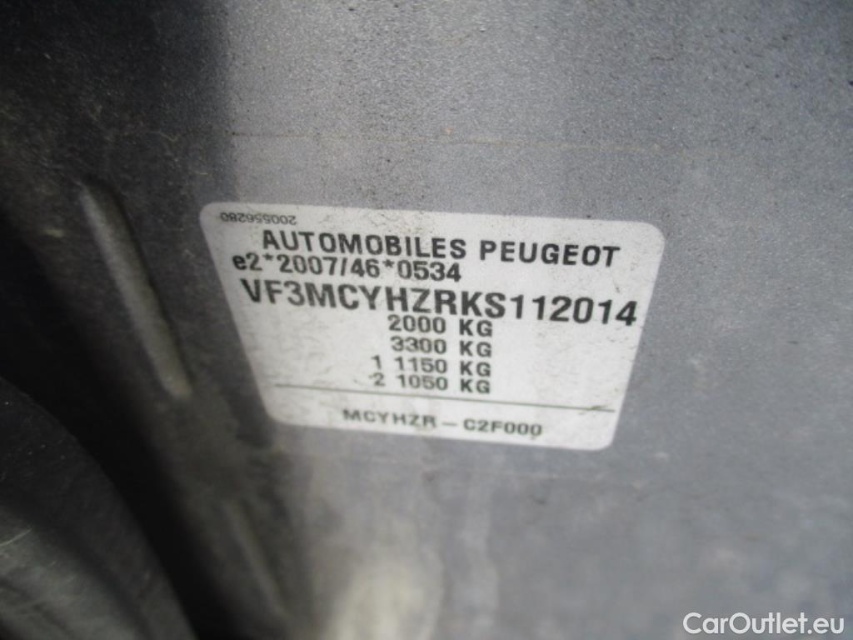 200556280
AUTOMOBILES PEUGEOT
e2*2007/46*0534
VF3MCYHZRKS112014
2000 KG
3300 KG
1 1150 KG
2 1050 KG
MCYHZR - C2F000
CarOutlet.eu